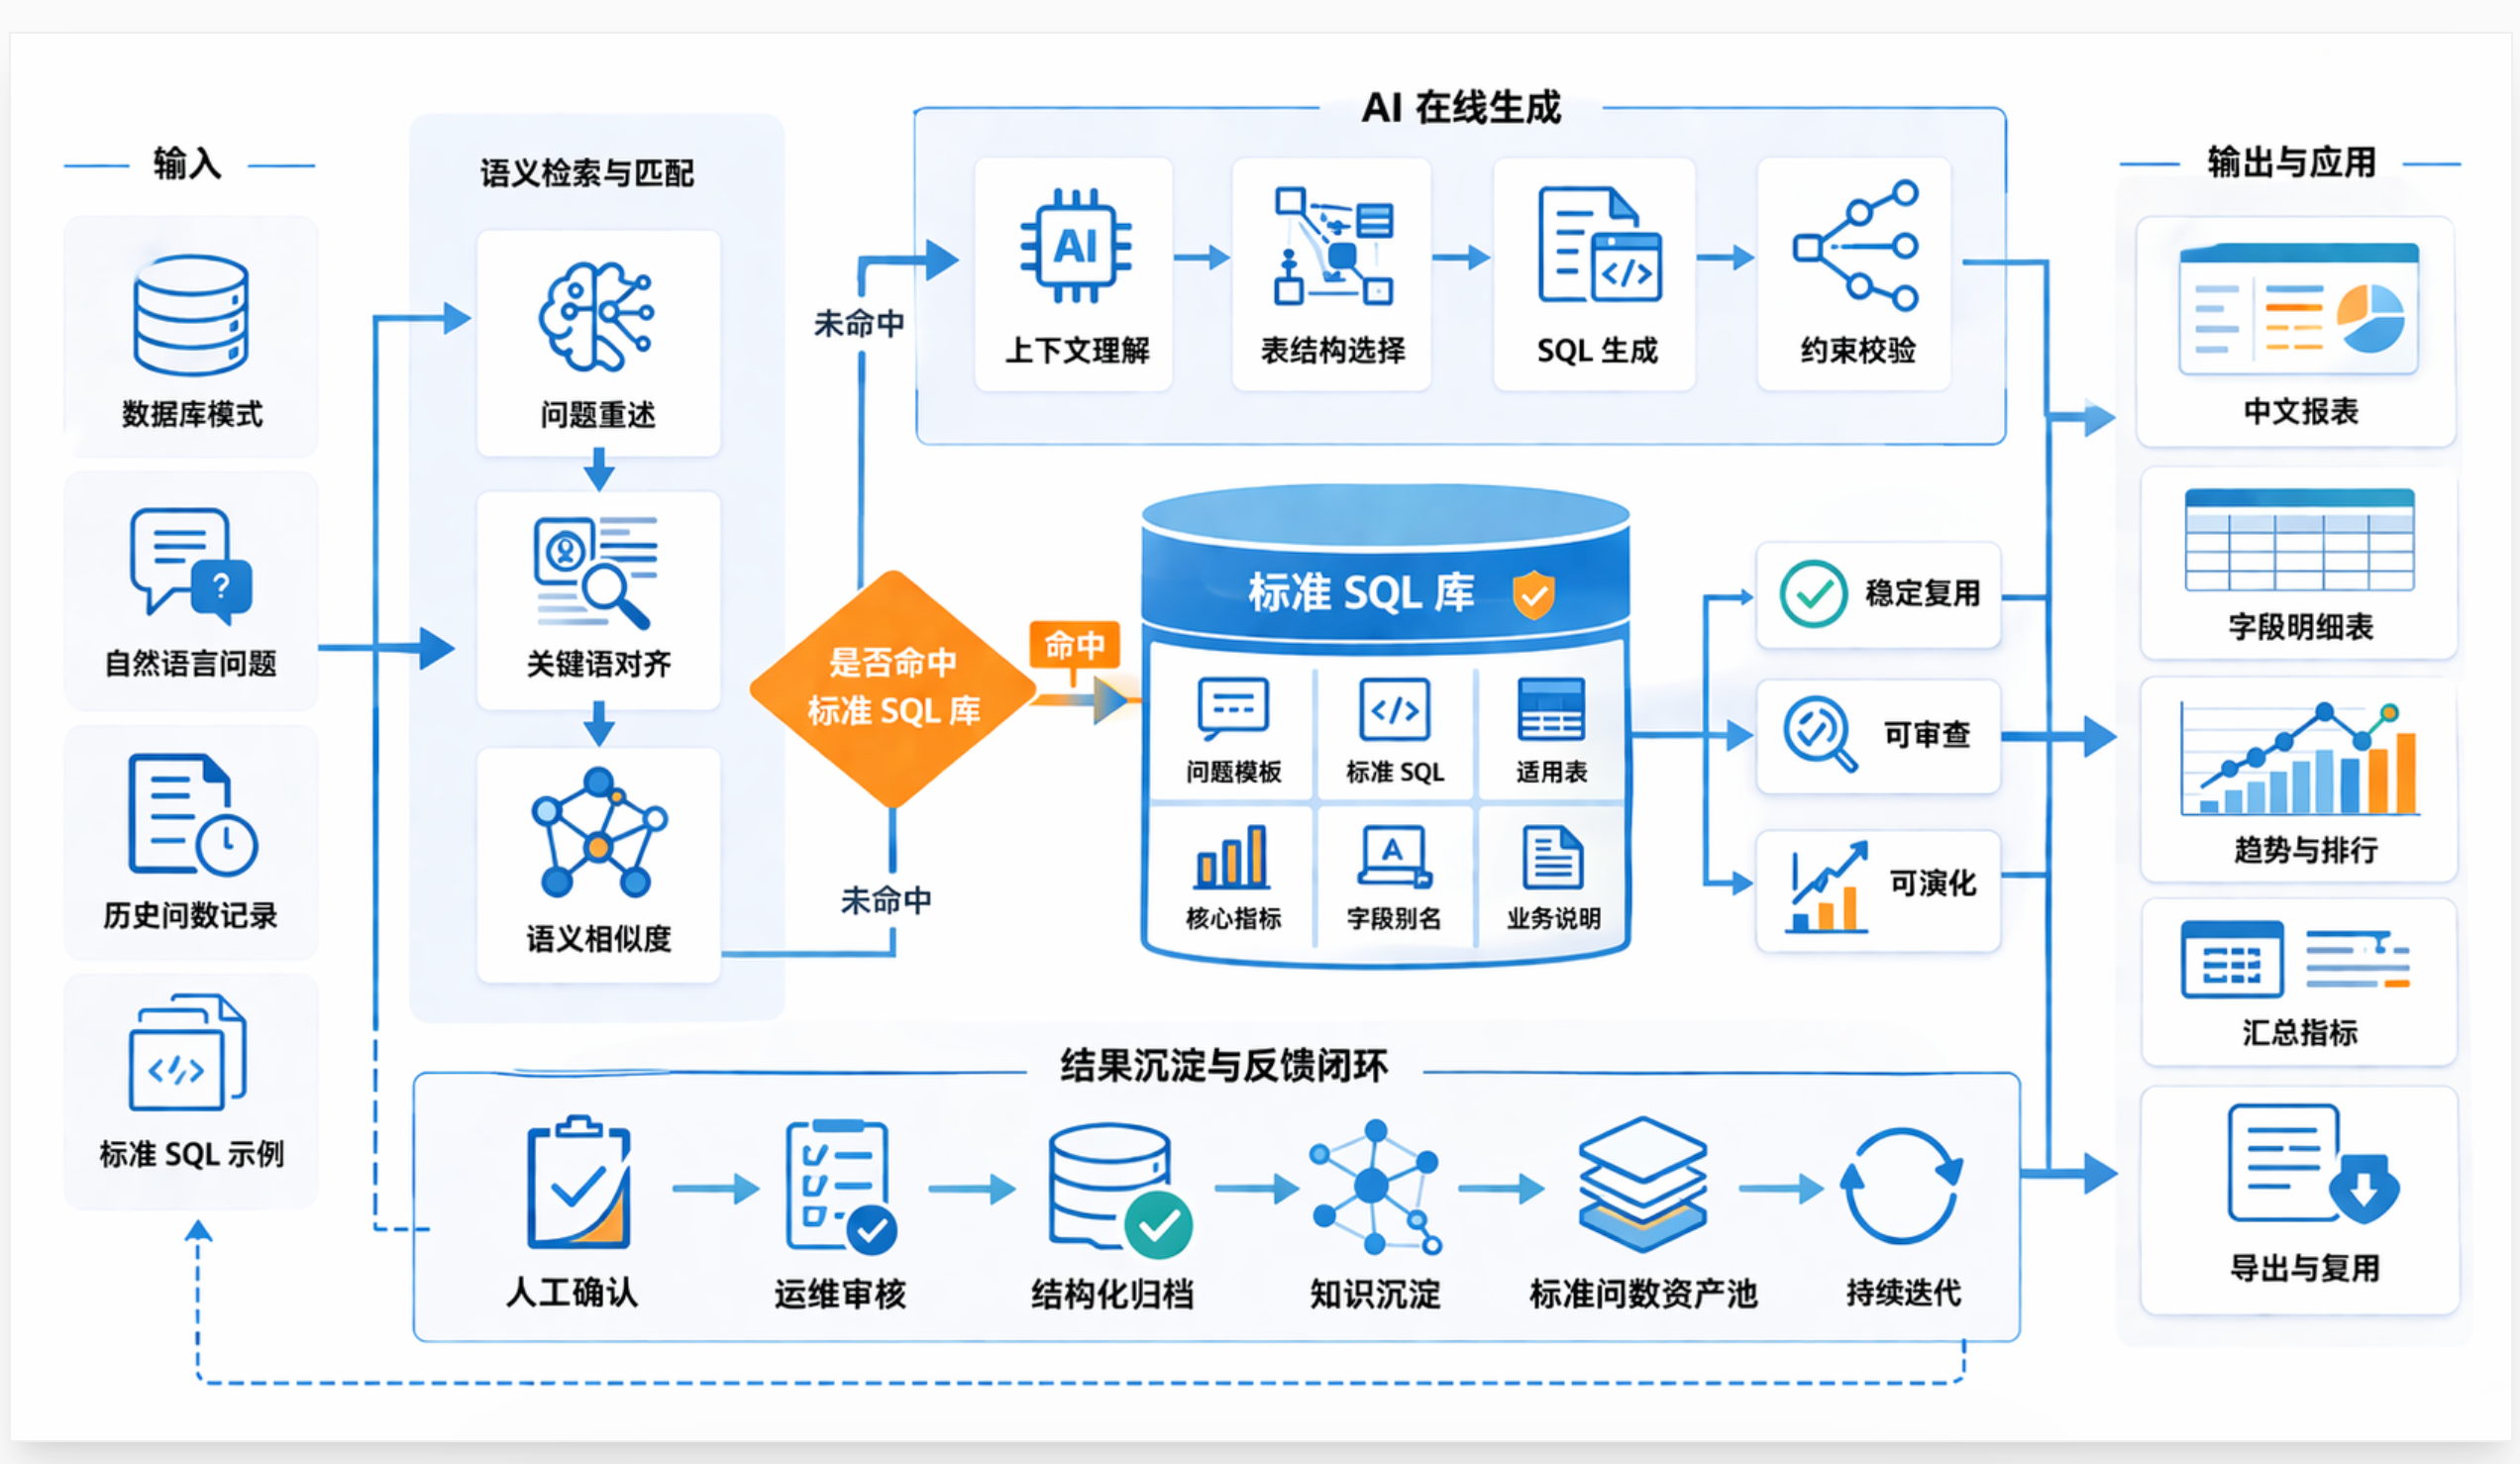 输入
数据库模式
?
自然语言问题
历史问数记录
</>
标准 SQL 示例
语义检索与匹配
问题重述
关键语对齐
语义相似度
未命中
是否命中
标准 SQL 库
未命中
命中
AI 在线生成
AI
上下文理解
表结构选择
</>
SQL 生成
约束校验
标准 SQL 库
问题模板
</>
标准 SQL
适用表
核心指标
A
字段别名
业务说明
稳定复用
可审查
可演化
输出与应用
中文报表
字段明细表
趋势与排行
汇总指标
导出与复用
结果沉淀与反馈闭环
人工确认
运维审核
结构化归档
知识沉淀
标准问数资产池
持续迭代